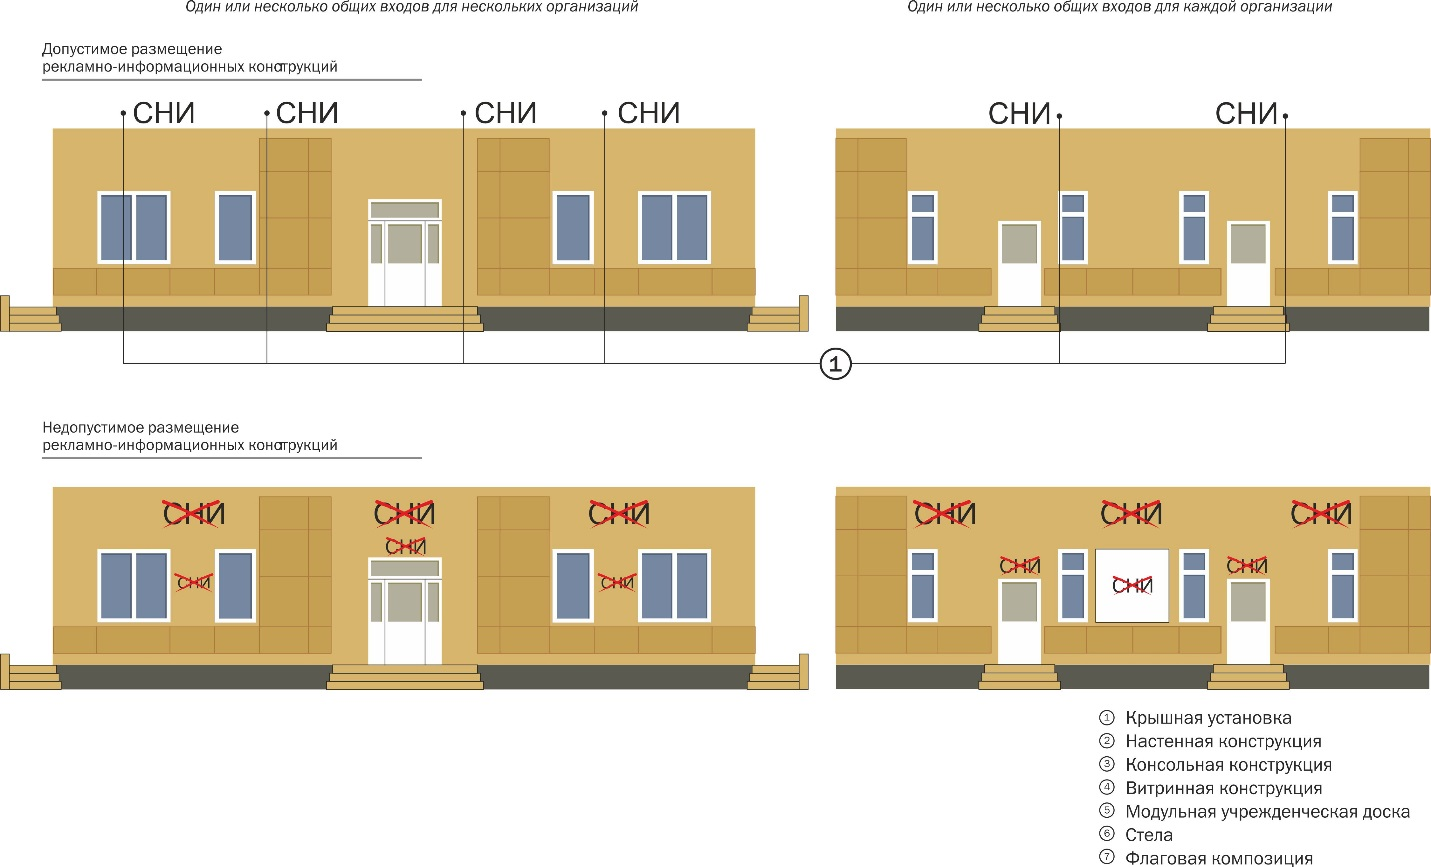 Один или несколько общих входов для нескольких организаций
Один или несколько общих входов для каждой организации
Допустимое размещение
рекламно-информационных конструкций
СНИ СНИ СНИ СНИ СНИ СНИ
1
Недопустимое размещение
рекламно-информационных конструкций
СНИ СНИ СНИ СНИ СНИ СНИ
СНИ
СНИ СНИ
СНИ СНИ СНИ СНИ
1 Крышная установка
2 Настенная конструкция
3 Консольная конструкция
4 Витринная конструкция
5 Модульная учрежденческая доска
6 Стела
7 Флаговая композиция